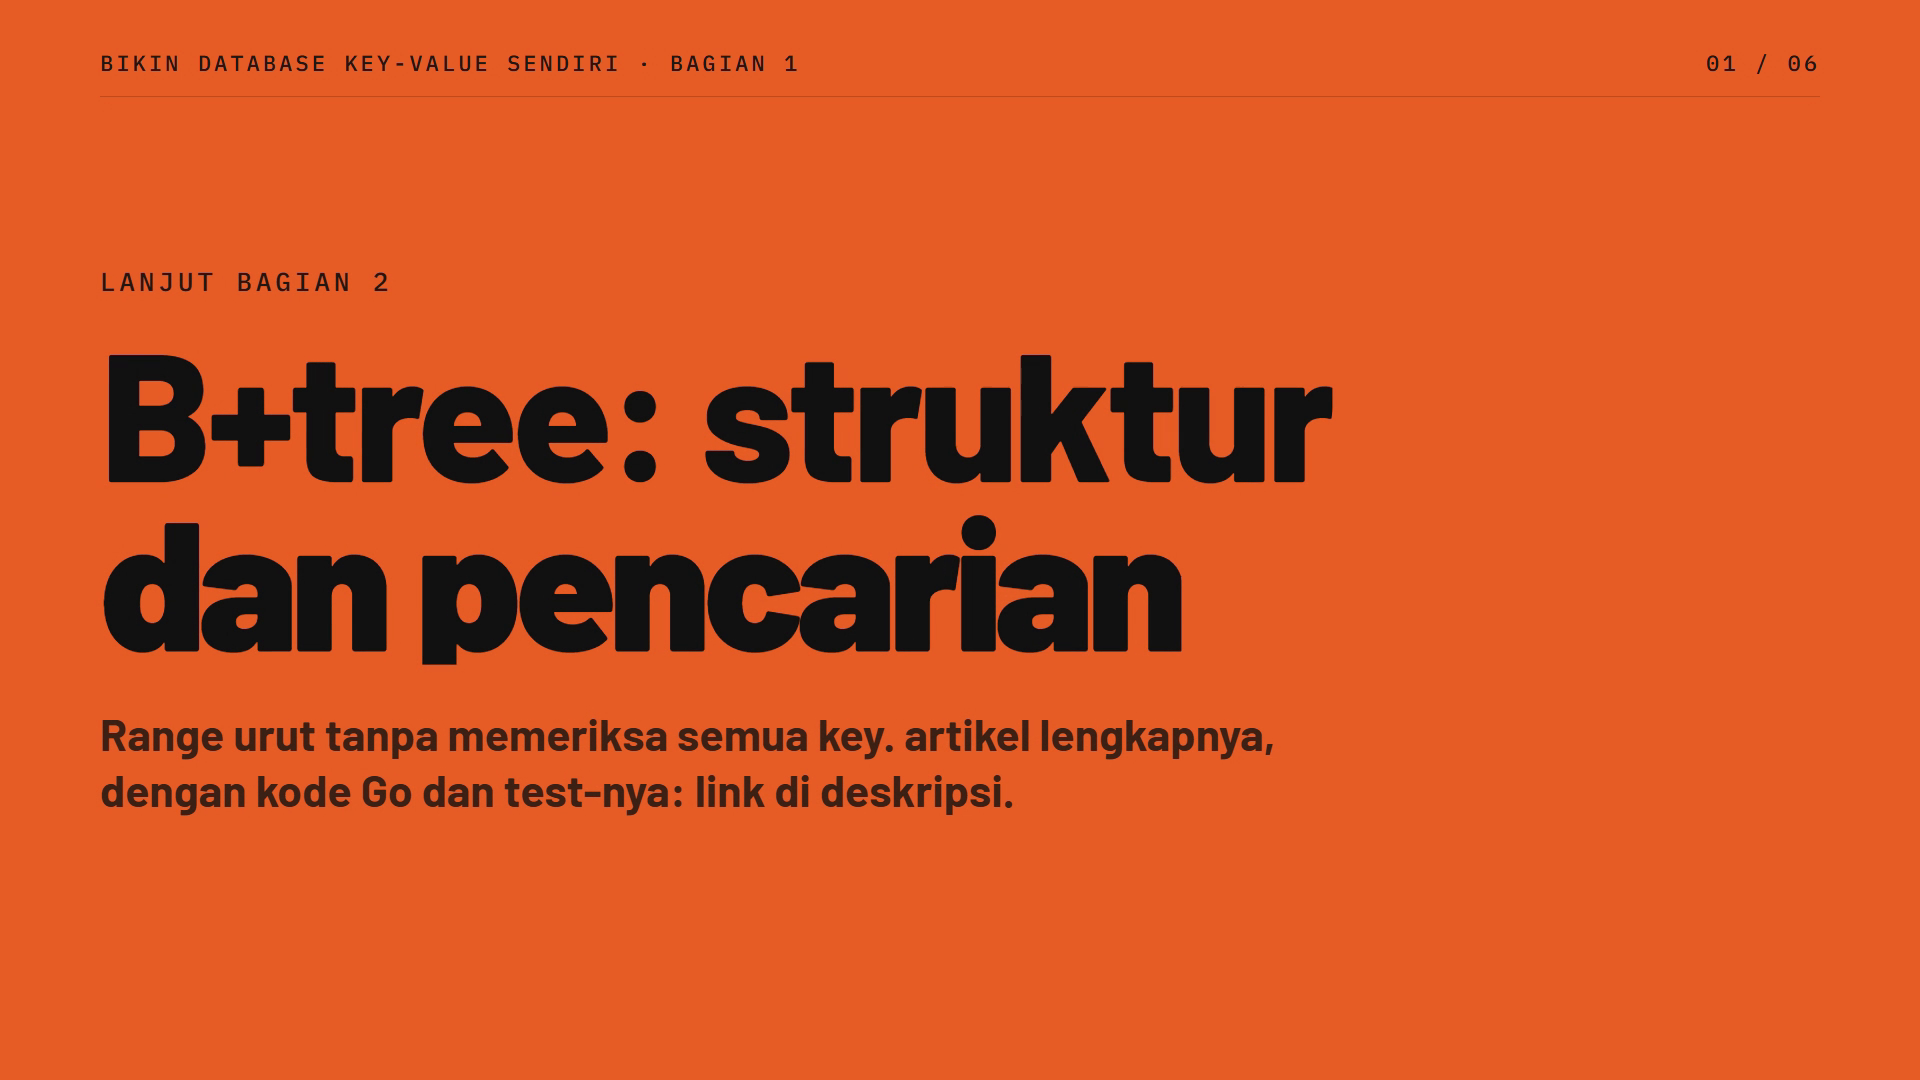 BIKIN DATABASE KEY-VALUE SENDIRI · BAGIAN 1
01 / 06
LANJUT BAGIAN 2
B+tree: struktur
dan pencarian
Range urut tanpa memeriksa semua key. artikel lengkapnya,
dengan kode Go dan test-nya: link di deskripsi.